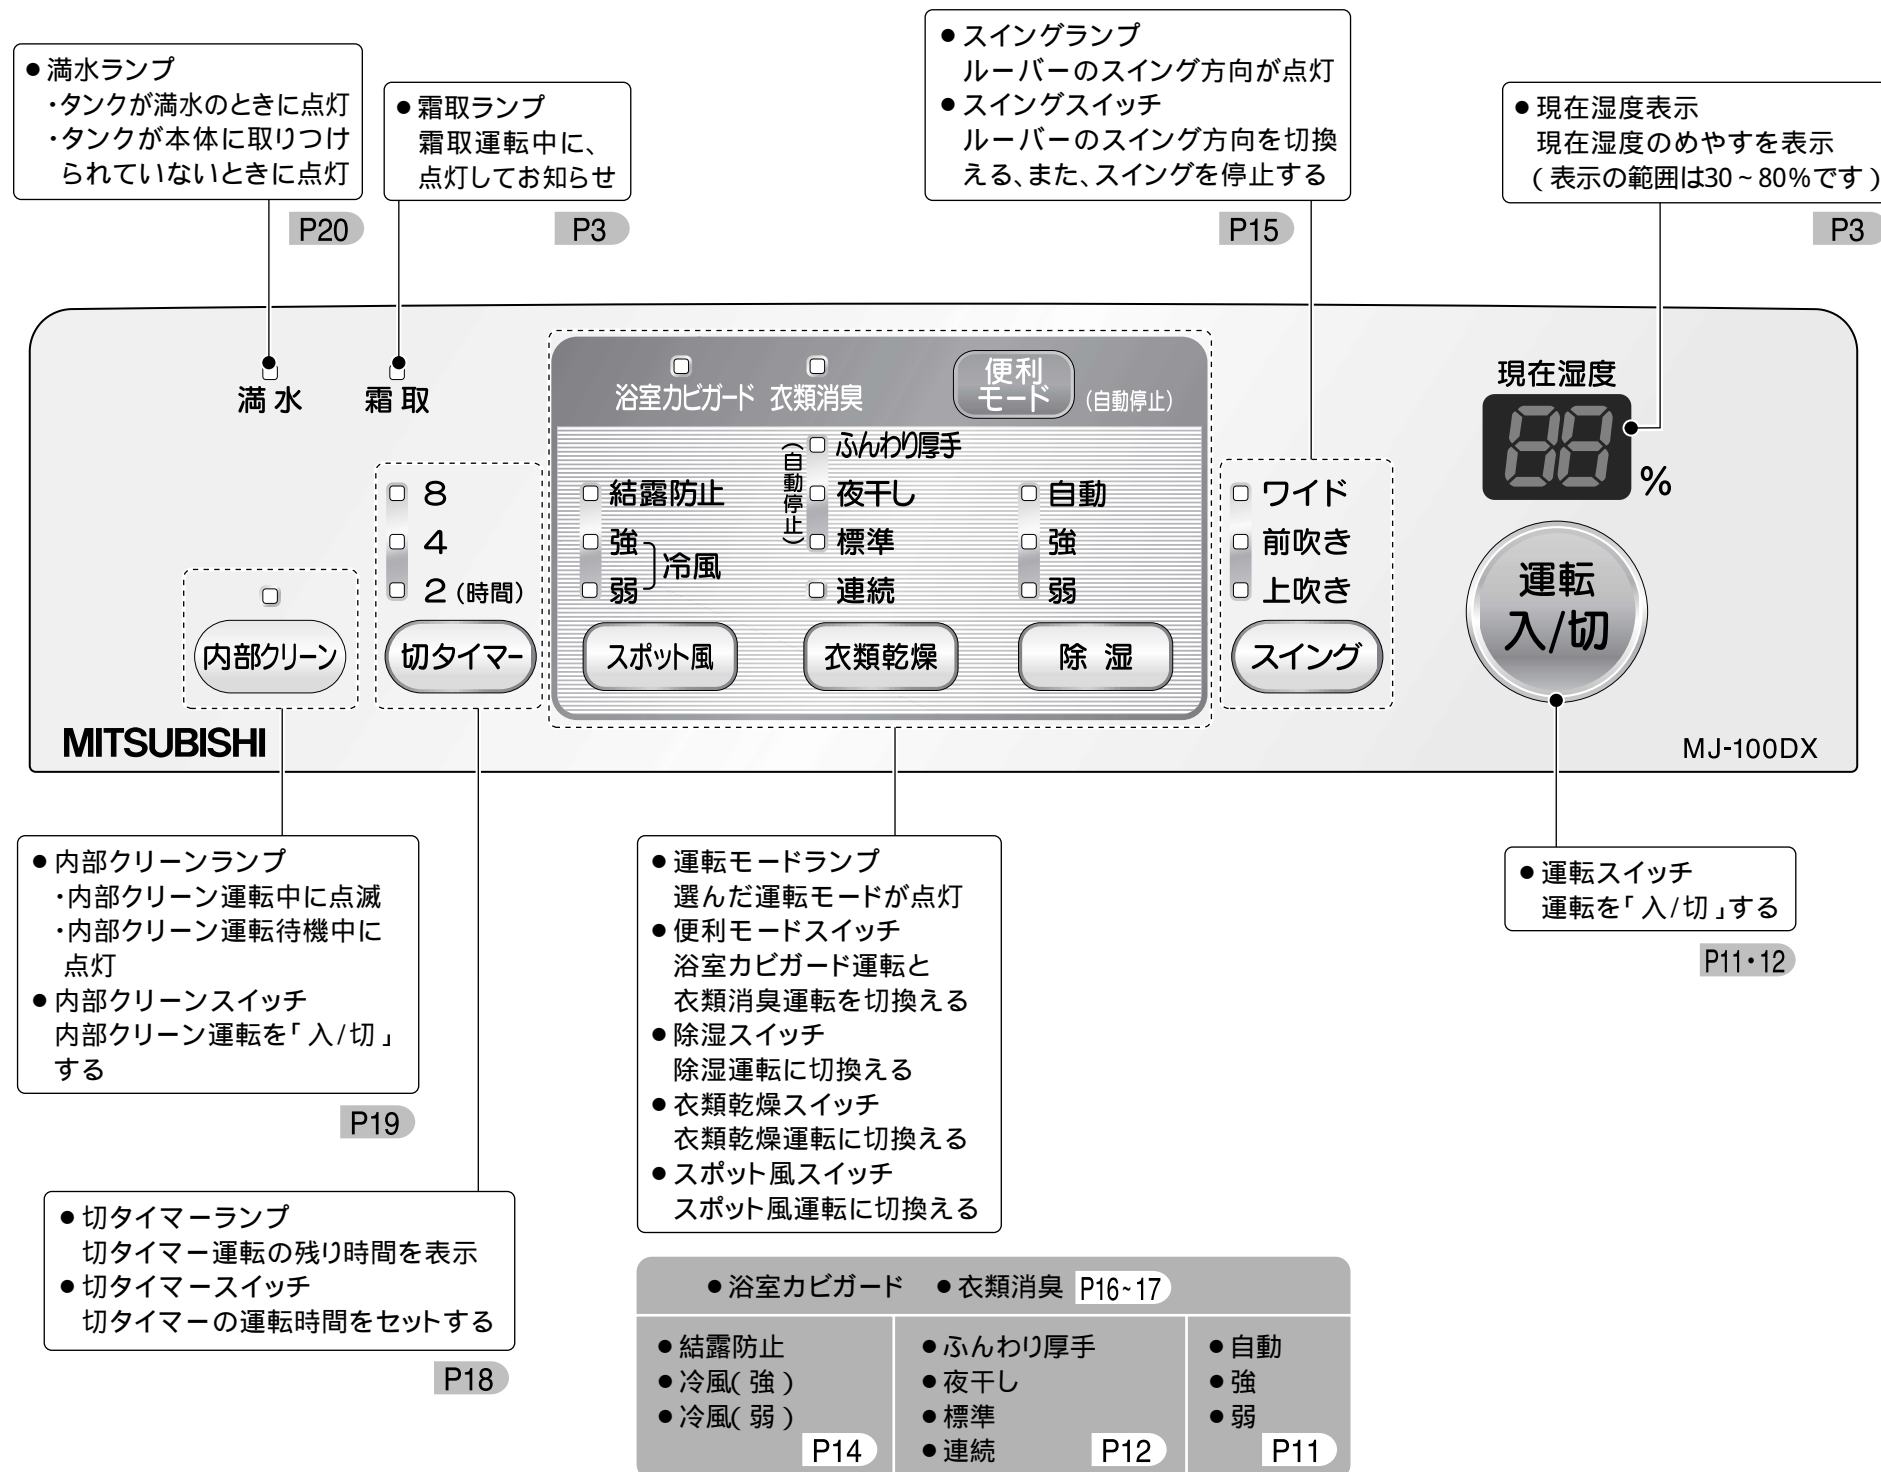 ●満水ランプ
・タンクが満水のときに点灯
・タンクが本体に取りつけ
られていないときに点灯
P20
●霜取ランプ
霜取運転中に、
点灯してお知らせ
P3
●スイングランプ
ルーバーのスイング方向が点灯
●スイングスイッチ
ルーバーのスイング方向を切換
える、また、スイングを停止する
P15
●現在湿度表示
現在湿度のめやすを表示
(表示の範囲は30~80%です)
P3
満水
霜取
浴室カビガード
衣類消臭
便利
モード
(自動停止)
現在湿度
88
%
8
4
2(時間)
結露防止
強
弱
冷風
(自動停止)
ふんわり厚手
夜干し
標準
連続
自動
強
弱
ワイド
前吹き
上吹き
運転
入/切
内部クリーン
切タイマー
スポット風
衣類乾燥
除湿
スイング
MITSUBISHI
MJ-100DX
●内部クリーンランプ
・内部クリーン運転中に点滅
・内部クリーン運転待機中に
点灯
●内部クリーンスイッチ
内部クリーン運転を「入/切」
する
P19
●切タイマーランプ
切タイマー運転の残り時間を表示
●切タイマースイッチ
切タイマーの運転時間をセットする
P18
●運転モードランプ
選んだ運転モードが点灯
●便利モードスイッチ
浴室カビガード運転と
衣類消臭運転を切換える
●除湿スイッチ
除湿運転に切換える
●衣類乾燥スイッチ
衣類乾燥運転に切換える
●スポット風スイッチ
スポット風運転に切換える
●運転スイッチ
運転を「入/切」する
P11・12
●浴室カビガード ●衣類消臭 P16~17
●結露防止
●冷風(強)
●冷風(弱)
P14
●ふんわり厚手
●夜干し
●標準
●連続
P12
●自動
●強
●弱
P11